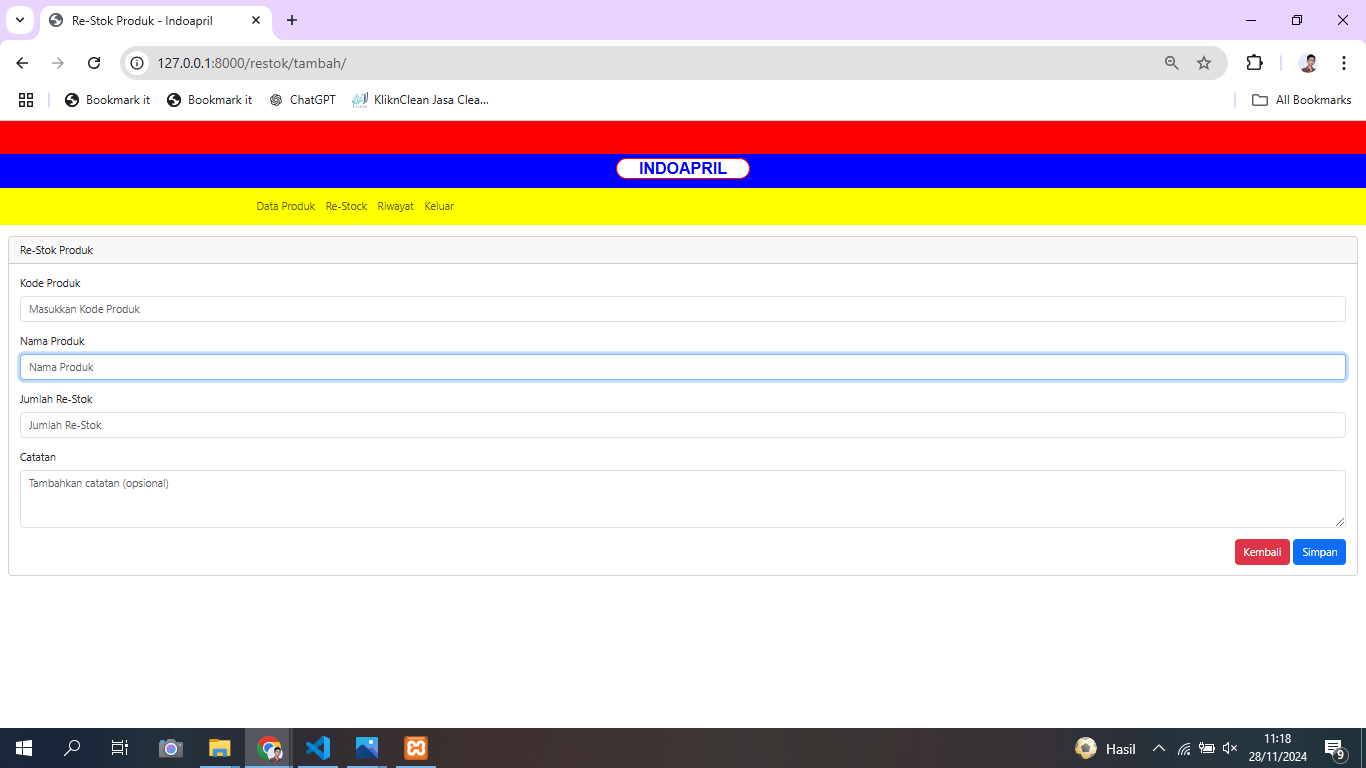 Re-Stok Produk - Indoapril
127.0.0.1:8000/restok/tambah/
Bookmark it Bookmark it ChatGPT KliknClean Jasa Clea... All Bookmarks
INDOAPRIL
Data Produk Re-Stock Riwayat Keluar
Re-Stok Produk
Kode Produk
Masukkan Kode Produk
Nama Produk
Nama Produk
Jumlah Re-Stok
Jumlah Re-Stok
Catatan
Tambahkan catatan (opsional)
Kembali Simpan
Hasil 11:18
28/11/2024 9